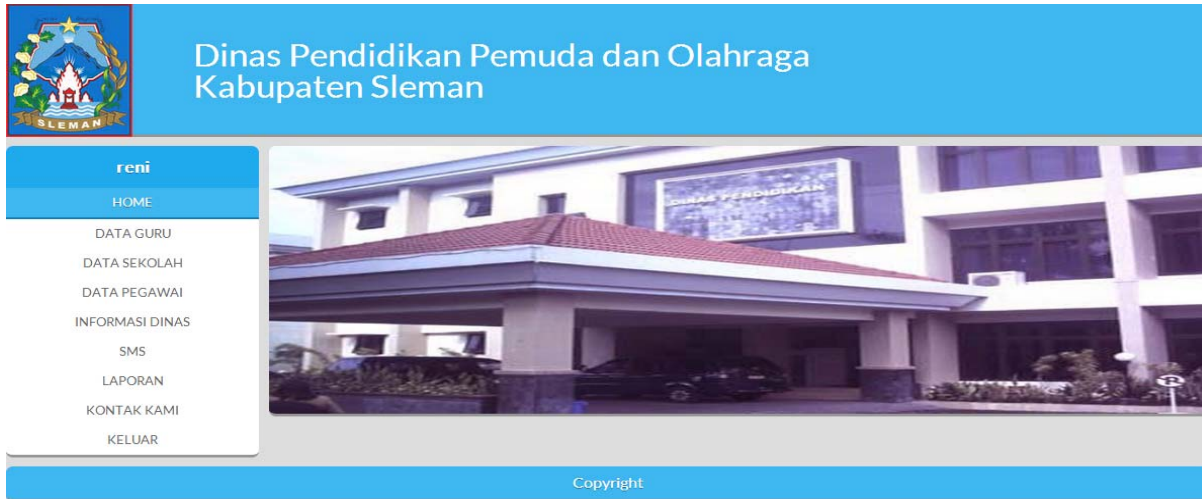 SLEMAN
Dinas Pendidikan Pemuda dan Olahraga
Kabupaten Sleman
reni
HOME
DATA GURU
DATA SEKOLAH
DATA PEGAWAI
INFORMASI DINAS
SMS
LAPORAN
KONTAK KAMI
KELUAR
DINAS PENDIDIKAN
Copyright